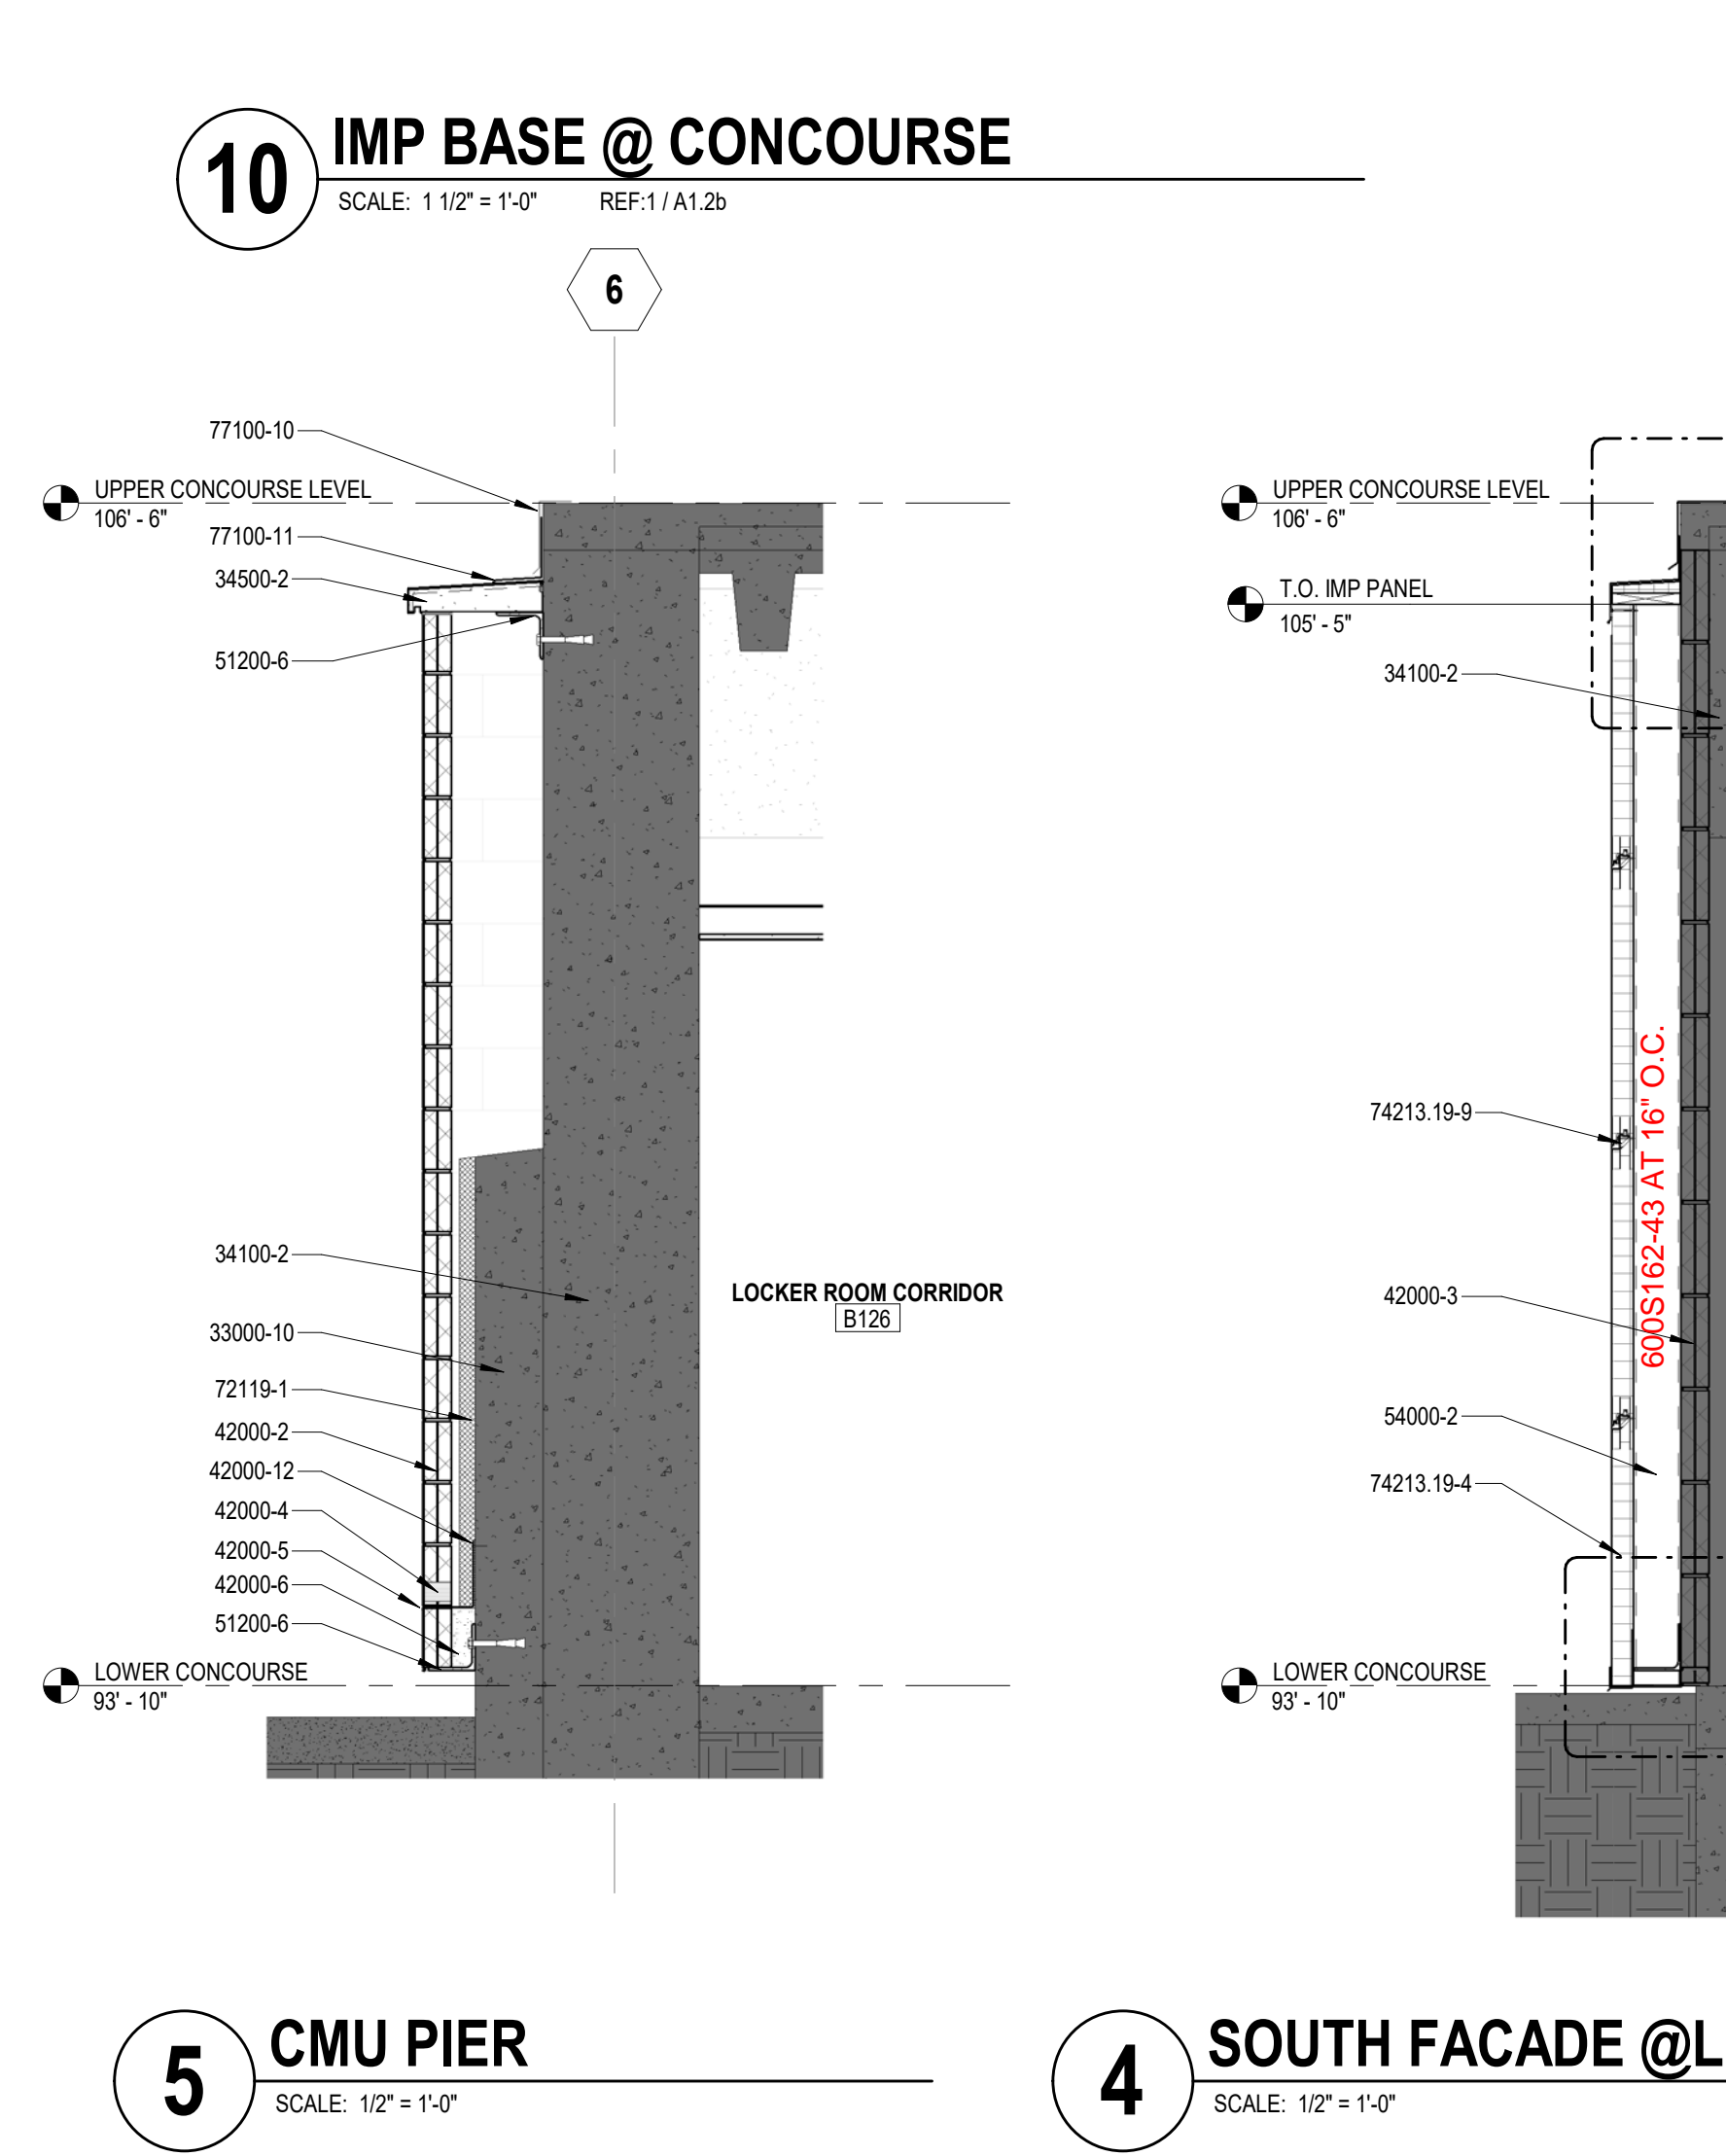 10
IMP BASE @ CONCOURSE
SCALE: 1 1/2" = 1'-0" REF:1 / A1.2b
6
77100-10
UPPER CONCOURSE LEVEL
106' - 6"
77100-11
34500-2
51200-6
34100-2
33000-10
72119-1
42000-2
42000-12
42000-4
42000-5
42000-6
51200-6
LOWER CONCOURSE
93' - 10"
LOCKER ROOM CORRIDOR
B126
UPPER CONCOURSE LEVEL
106' - 6"
T.O. IMP PANEL
105' - 5"
34100-2
74213.19-9
42000-3
54000-2
74213.19-4
600S162-43 AT 16" O.C.
LOWER CONCOURSE
93' - 10"
5
CMU PIER
SCALE: 1/2" = 1'-0"
4
SOUTH FACADE @L
SCALE: 1/2" = 1'-0"